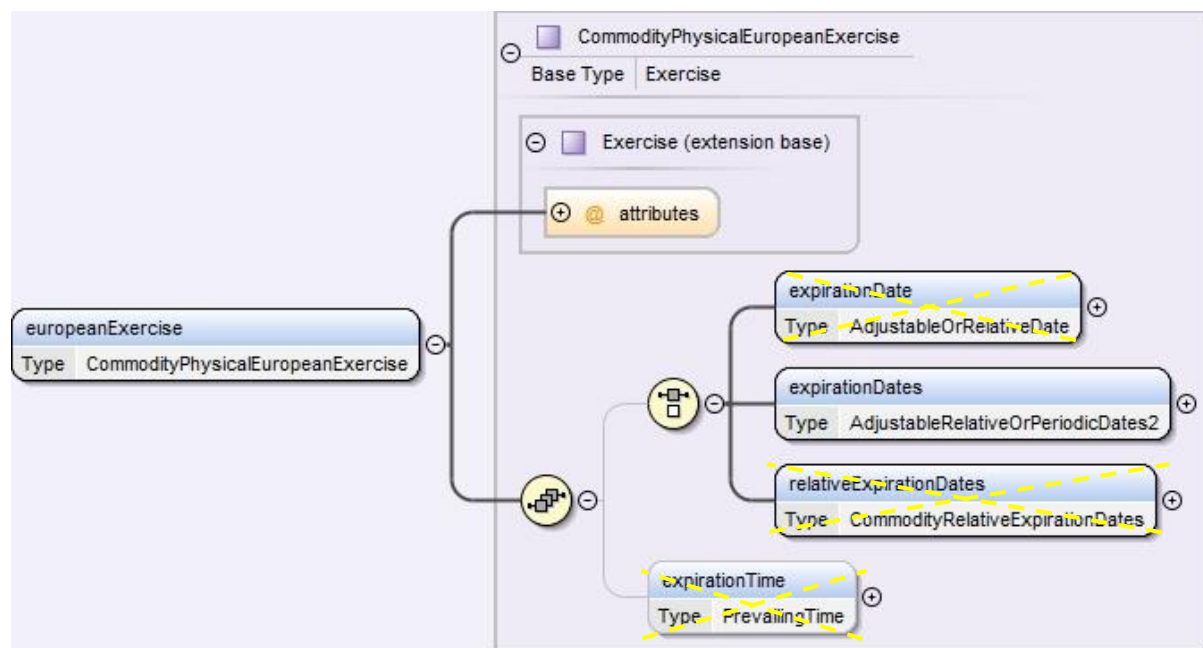 CommodityPhysicalEuropeanExercise
Base Type Exercise
Exercise (extension base)
@ attributes
europeanExercise
Type CommodityPhysicalEuropeanExercise
expirationDate
Type AdjustableOrRelativeDate
expirationDates
Type AdjustableRelativeOrPeriodicDates2
relativeExpirationDates
Type CommodityRelativeExpirationDates
expirationTime
Type PrevailingTime